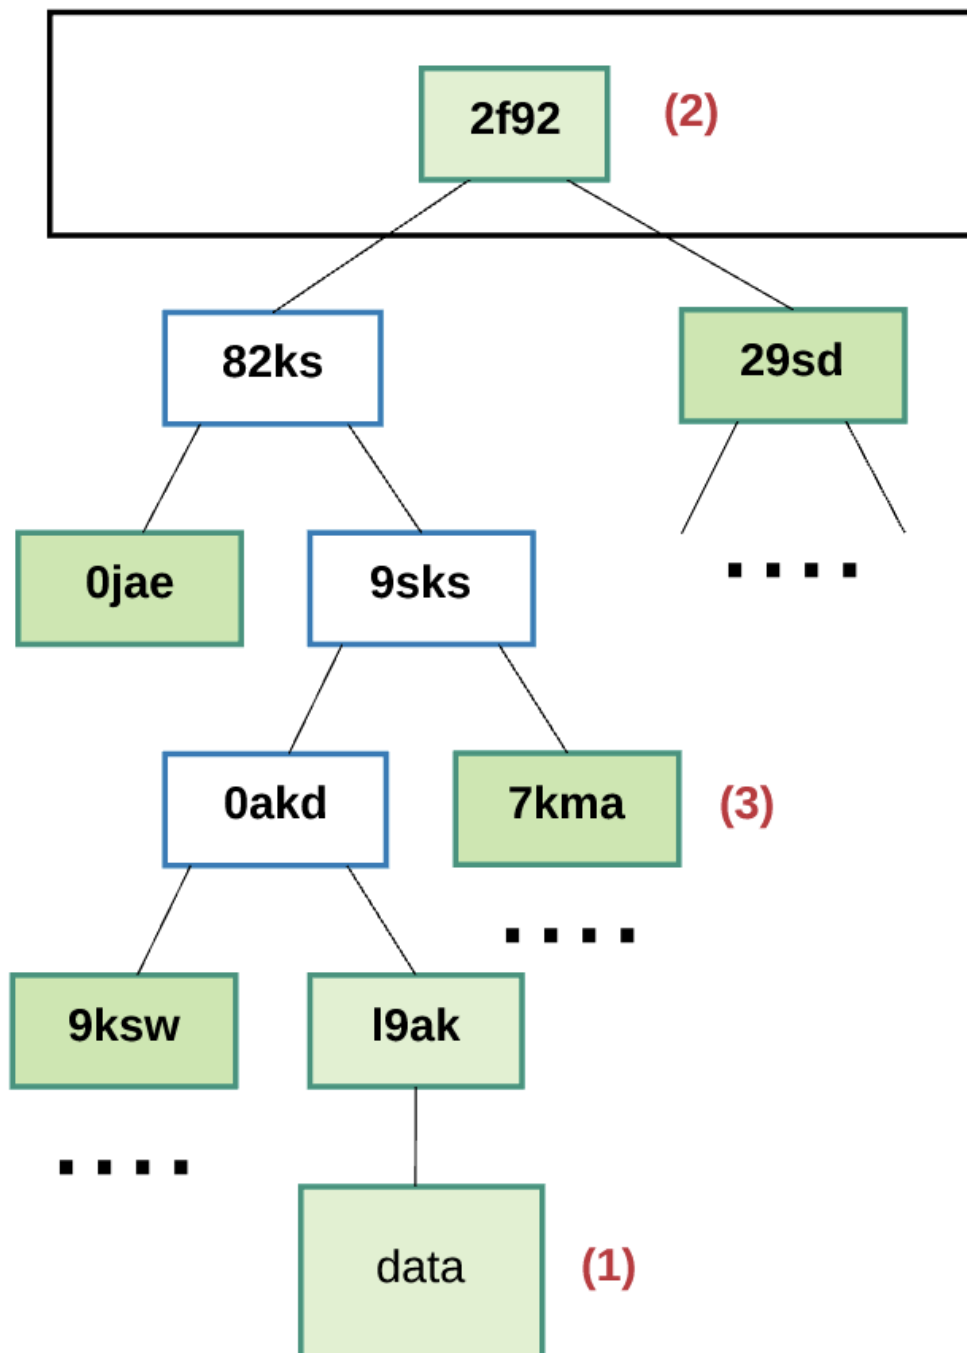 2f92 (2)
82ks 29sd
0jae 9sks
....
0akd 7kma (3)
....
9ksw l9ak
....
data (1)